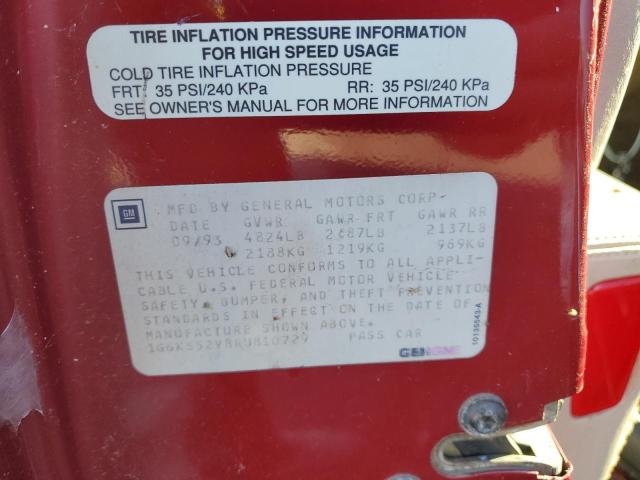 TIRE INFLATION PRESSURE INFORMATION
FOR HIGH SPEED USAGE
COLD TIRE INFLATION PRESSURE
FRT: 35 PSI/240 KPa RR: 35 PSI/240 KPa
SEE OWNER'S MANUAL FOR MORE INFORMATION
GM
MFD BY GENERAL MOTORS CORP
DATE GVWR GAWR FRT GAWR RR
09/93 4824LB 2687LB 2137LB
2188KG 1219KG 969KG
THIS VEHICLE CONFORMS TO ALL APPLI-
CABLE U.S. FEDERAL MOTOR VEHICLE
SAFETY, BUMPER, AND THEFT PREVENTION
STANDARDS IN EFFECT ON THE DATE OF
MANUFACTURE SHOWN ABOVE.
PASS CAR